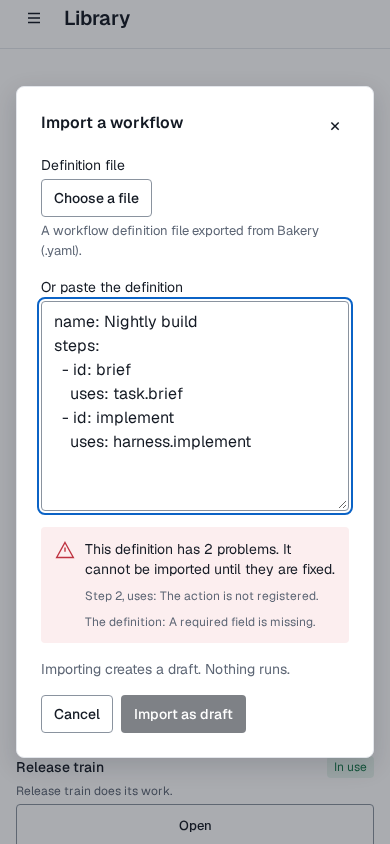 Library
Import a workflow
Definition file
Choose a file
A workflow definition file exported from Bakery
(.yaml).
Or paste the definition
name: Nightly build
steps:
  - id: brief
    uses: task.brief
  - id: implement
    uses: harness.implement
This definition has 2 problems. It
cannot be imported until they are fixed.
Step 2, uses: The action is not registered.
The definition: A required field is missing.
Importing creates a draft. Nothing runs.
Cancel
Import as draft
Release train
In use
Release train does its work.
Open